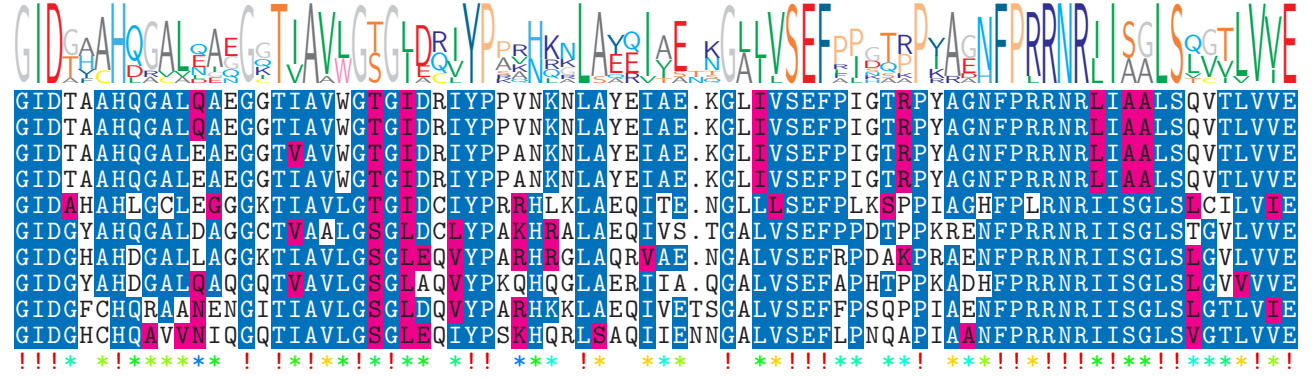 GIDTAAHQGALQAEGGTIAVWGTGIDRIYPPVNKNLAYEIAE.KGLIVSEFPIGTRPYAGNFPRRNRLIAALSQVTLVVE
GIDTAAHQGALQAEGGTIAVWGTGIDRIYPPVNKNLAYEIAE.KGLIVSEFPIGTRPYAGNFPRRNRLIAALSQVTLVVE
GIDTAAHQGALEAEGGTVAVWGTGIDRIYPPANKNLAYEIAE.KGLIVSEFPIGTRPYAGNFPRRNRLIAALSQVTLVVE
GIDTAAHQGALEAEGGTIAVWGTGIDRIYPPANKNLAYEIAE.KGLIVSEFPIGTRPYAGNFPRRNRLIAALSQVTLVVE
GIDAHAHLGCLEGGGKTIAVLGTGIDCIYPRRHLKLAEQITE.NGLLLSEFPLKSPPIAGHFPLRNRIISGLSLCILVIE
GIDGYAHQGALDAGGCTVAALGSGLDCLYPAKHRALAEQIVS.TGALVSEFPPDTPPKRENFPRRNRIISGLSTGVLVVE
GIDGHAHDGALLAGGKTIAVLGSGLEQVYPARHRGLAQRVAE.NGALVSEFRPDAKPRAENFPRRNRIISGLSLGVLVVE
GIDGYAHDGALQAQGQTVAVLGSGLAQVYPKQHQGLAERIIA.QGALVSEFAPHTPPKADHFPRRNRIISGLSLGVVVVE
GIDGFCHQRAANENGITIAVLGSGLDQVYPARHKKLAEQIVETSGALVSEFFPSQPPIAENFPRRNRIISGLSLGTLVIE
GIDGHCHQAVVNIQGQTIAVLGSGLEQIYPSKHQRLSAQIIENNGALVSEFLPNQAPIAANFPRRNRIISGLSVGTLVVE